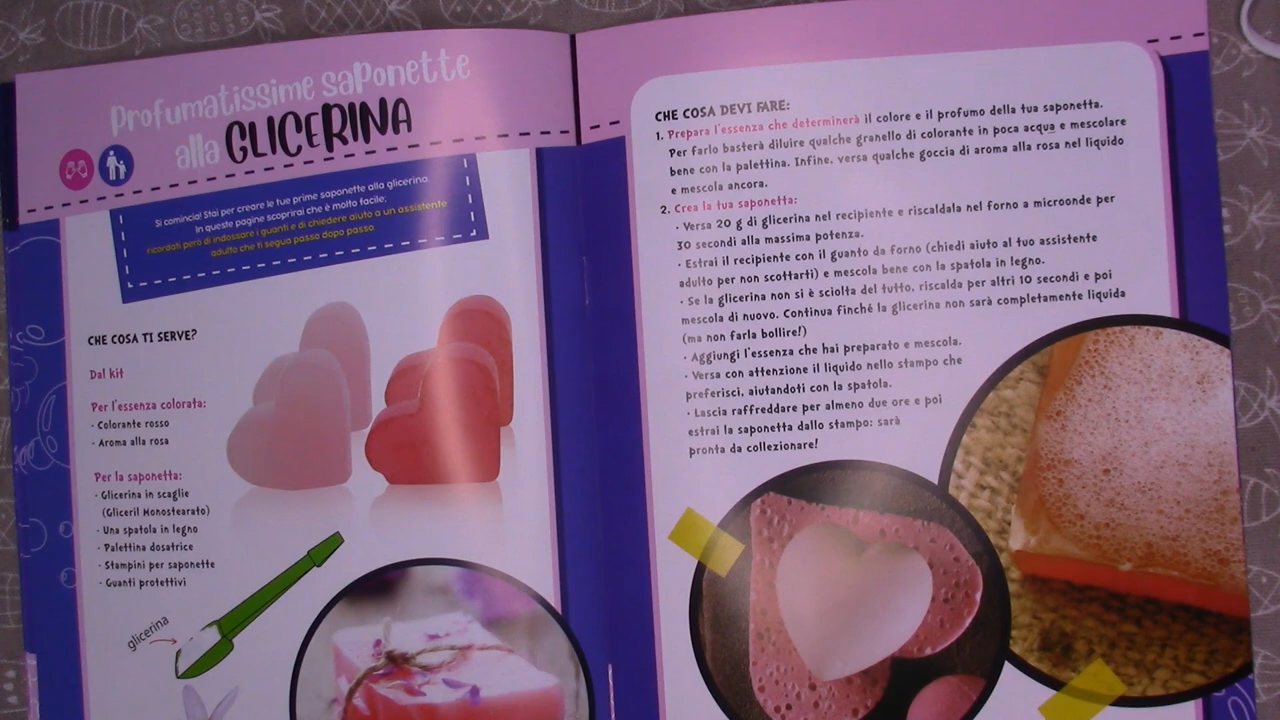 Profumatissime saponette
alla GLICERINA
Si comincia! Stai per creare le tue prime saponette alla glicerina.
In queste pagine scoprirai che è molto facile;
ricordati però di indossare i guanti e di chiedere aiuto a un assistente
adulto che ti segua passo dopo passo.
CHE COSA TI SERVE?
Dal kit
Per l'essenza colorata:
• Colorante rosso
• Aroma alla rosa
Per la saponetta:
• Glicerina in scaglie
(Gliceril Monostearato)
• Una spatola in legno
• Palettina dosatrice
• Stampini per saponette
• Guanti protettivi
glicerina
CHE COSA DEVI FARE:
1. Prepara l'essenza che determinerà il colore e il profumo della tua saponetta.
Per farlo basterà diluire qualche granello di colorante in poca acqua e mescolare
bene con la palettina. Infine, versa qualche goccia di aroma alla rosa nel liquido
e mescola ancora.
2. Crea la tua saponetta:
• Versa 20 g di glicerina nel recipiente e riscaldala nel forno a microonde per
30 secondi alla massima potenza.
• Estrai il recipiente con il guanto da forno (chiedi aiuto al tuo assistente
adulto per non scottarti) e mescola bene con la spatola in legno.
• Se la glicerina non si è sciolta del tutto, riscalda per altri 10 secondi e poi
mescola di nuovo. Continua finché la glicerina non sarà completamente liquida
(ma non farla bollire!)
• Aggiungi l'essenza che hai preparato e mescola.
• Versa con attenzione il liquido nello stampo che
preferisci, aiutandoti con la spatola.
• Lascia raffreddare per almeno due ore e poi
estrai la saponetta dallo stampo: sarà
pronta da collezionare!